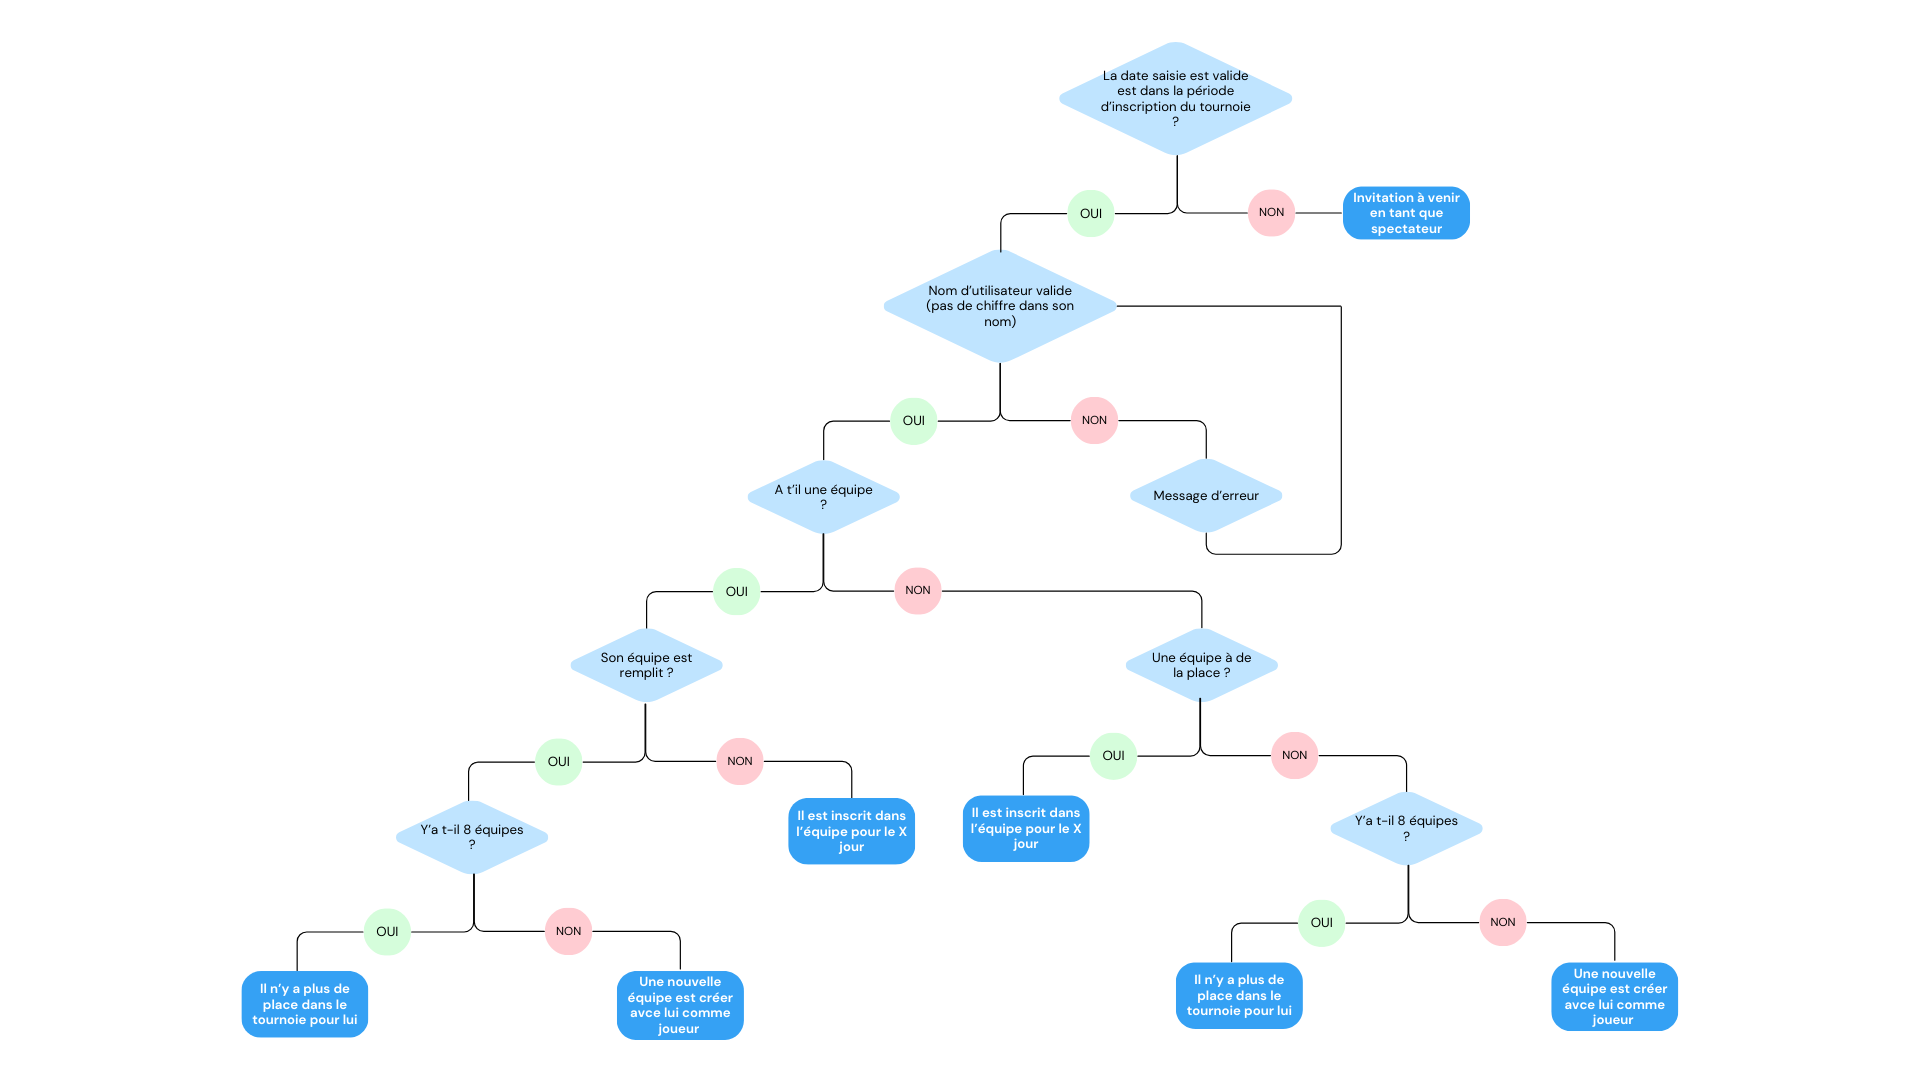 La date saisie est valide
est dans la période
d'inscription du tournoie
?
OUI
NON
Invitation à venir
en tant que
spectateur
Nom d'utilisateur valide
(pas de chiffre dans son
nom)
OUI
NON
A t'il une équipe
?
Message d'erreur
OUI
NON
Son équipe est
remplit ?
Une équipe à de
la place ?
OUI
NON
OUI
NON
Y'a t-il 8 équipes
?
Il est inscrit dans
l'équipe pour le X
jour
Il est inscrit dans
l'équipe pour le X
jour
Y'a t-il 8 équipes
?
OUI
NON
OUI
NON
Il n'y a plus de
place dans le
tournoie pour lui
Une nouvelle
équipe est créer
avce lui comme
joueur
Il n'y a plus de
place dans le
tournoie pour lui
Une nouvelle
équipe est créer
avce lui comme
joueur